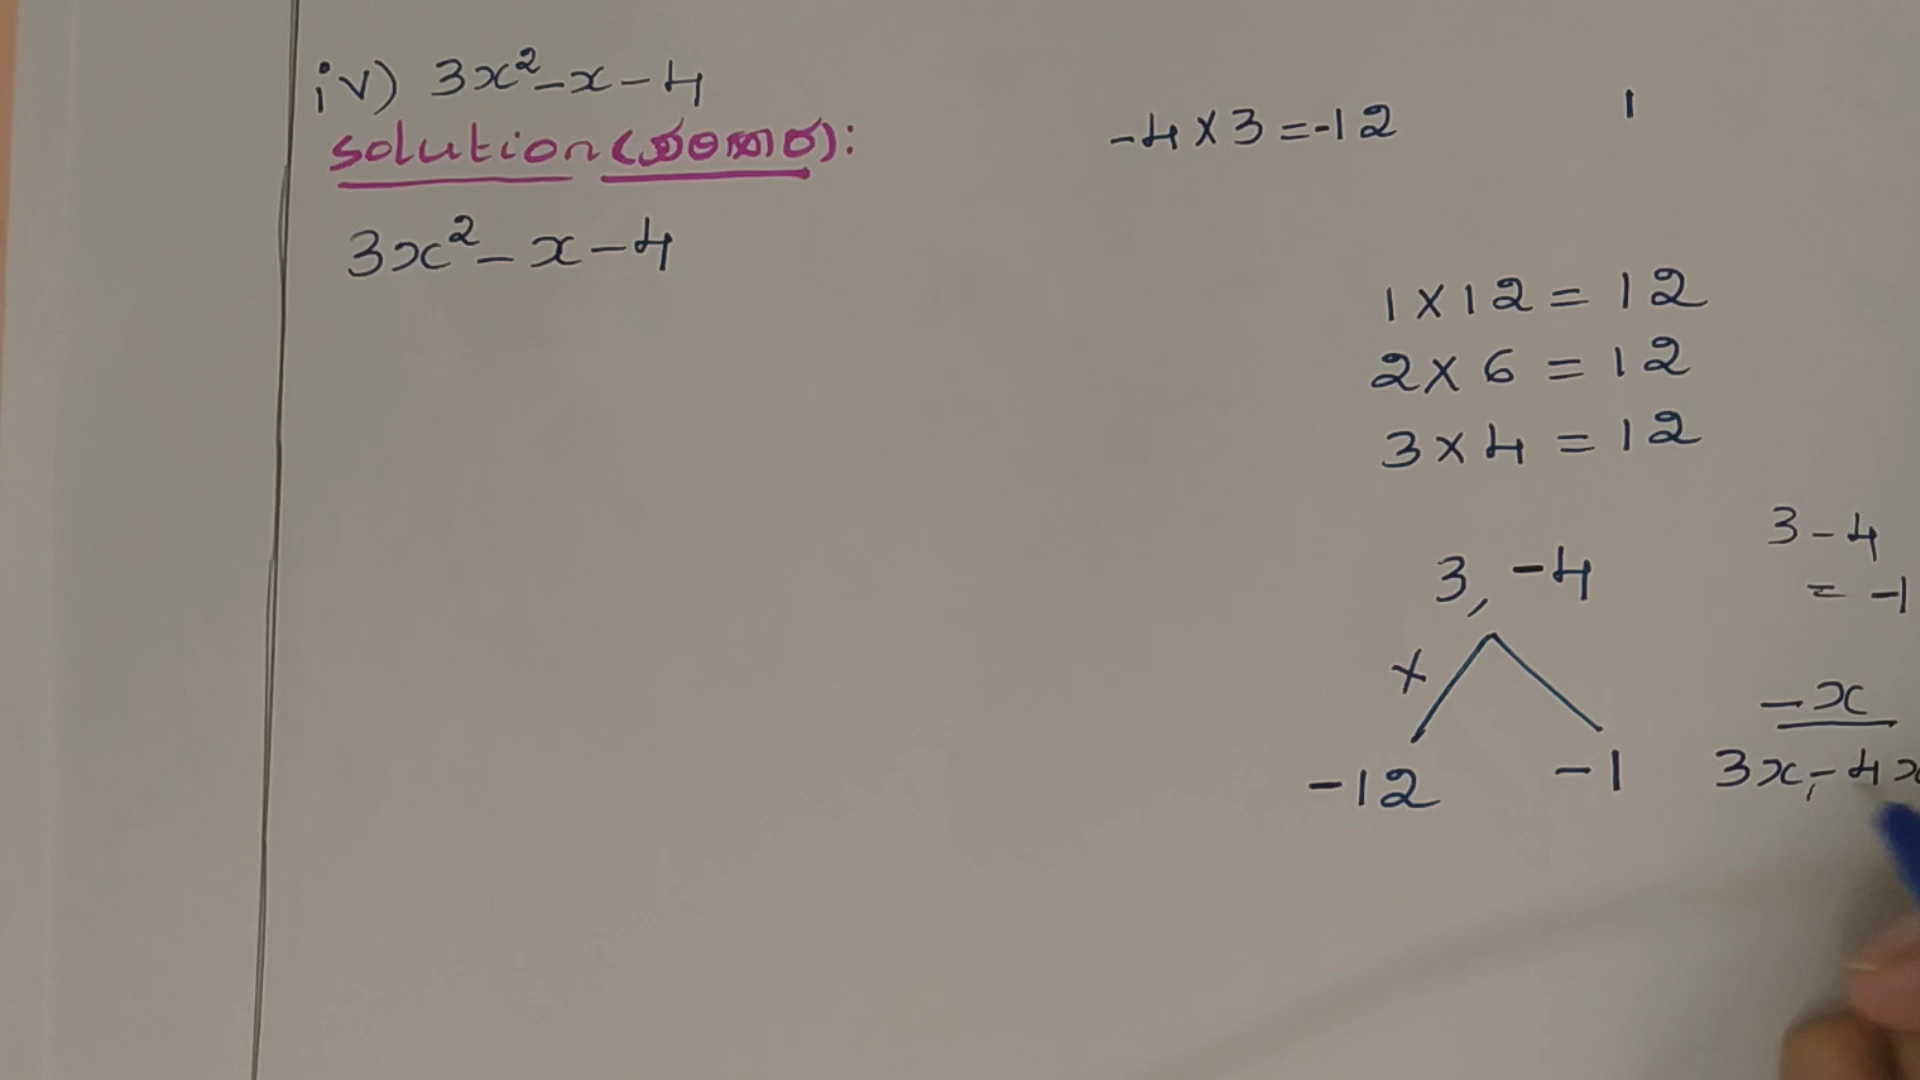 iv) 3x² - x - 4
solution ( ):
3x² - x - 4
-4 x 3 = -12
1
1 x 12 = 12
2 x 6 = 12
3 x 4 = 12
3 - 4
= -1
3, -4
x
-12 -1
-x
3x, -4x